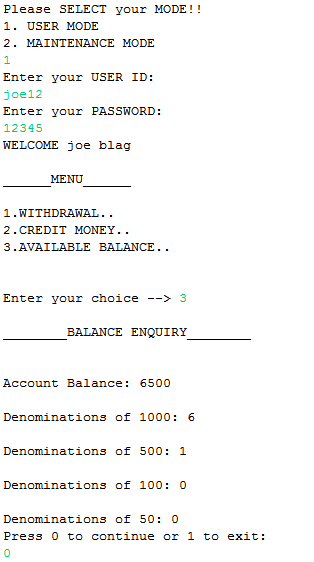 Please SELECT your MODE!!
1. USER MODE
2. MAINTENANCE MODE
1
Enter your USER ID:
joe12
Enter your PASSWORD:
12345
WELCOME joe blag
______MENU______
1.WITHDRAWAL..
2.CREDIT MONEY..
3.AVAILABLE BALANCE..
Enter your choice --> 3
________BALANCE ENQUIRY________
Account Balance: 6500
Denominations of 1000: 6
Denominations of 500: 1
Denominations of 100: 0
Denominations of 50: 0
Press 0 to continue or 1 to exit:
0